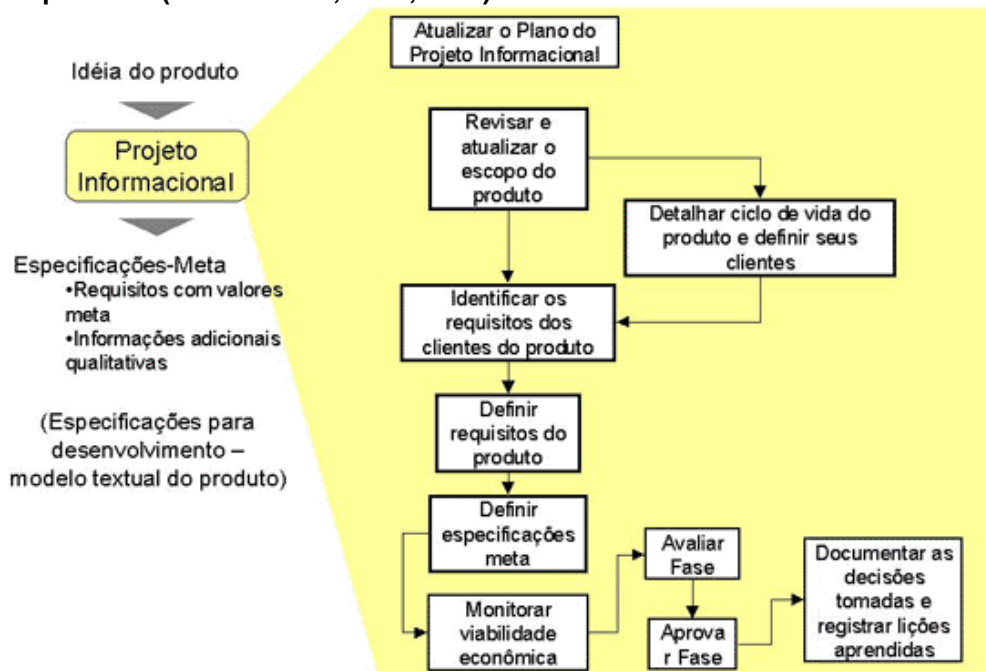 Idéia do produto
Projeto
Informacional
Especificações-Meta
•Requisitos com valores
meta
•Informações adicionais
qualitativas
(Especificações para
desenvolvimento –
modelo textual do produto)
Atualizar o Plano do
Projeto Informacional
Revisar e
atualizar o
escopo do
produto
Detalhar ciclo de vida do
produto e definir seus
clientes
Identificar os
requisitos dos
clientes do produto
Definir
requisitos do
produto
Definir
especificações
meta
Monitorar
viabilidade
econômica
Avaliar
Fase
Aprova
r Fase
Documentar as
decisões
tomadas e
registrar lições
aprendidas